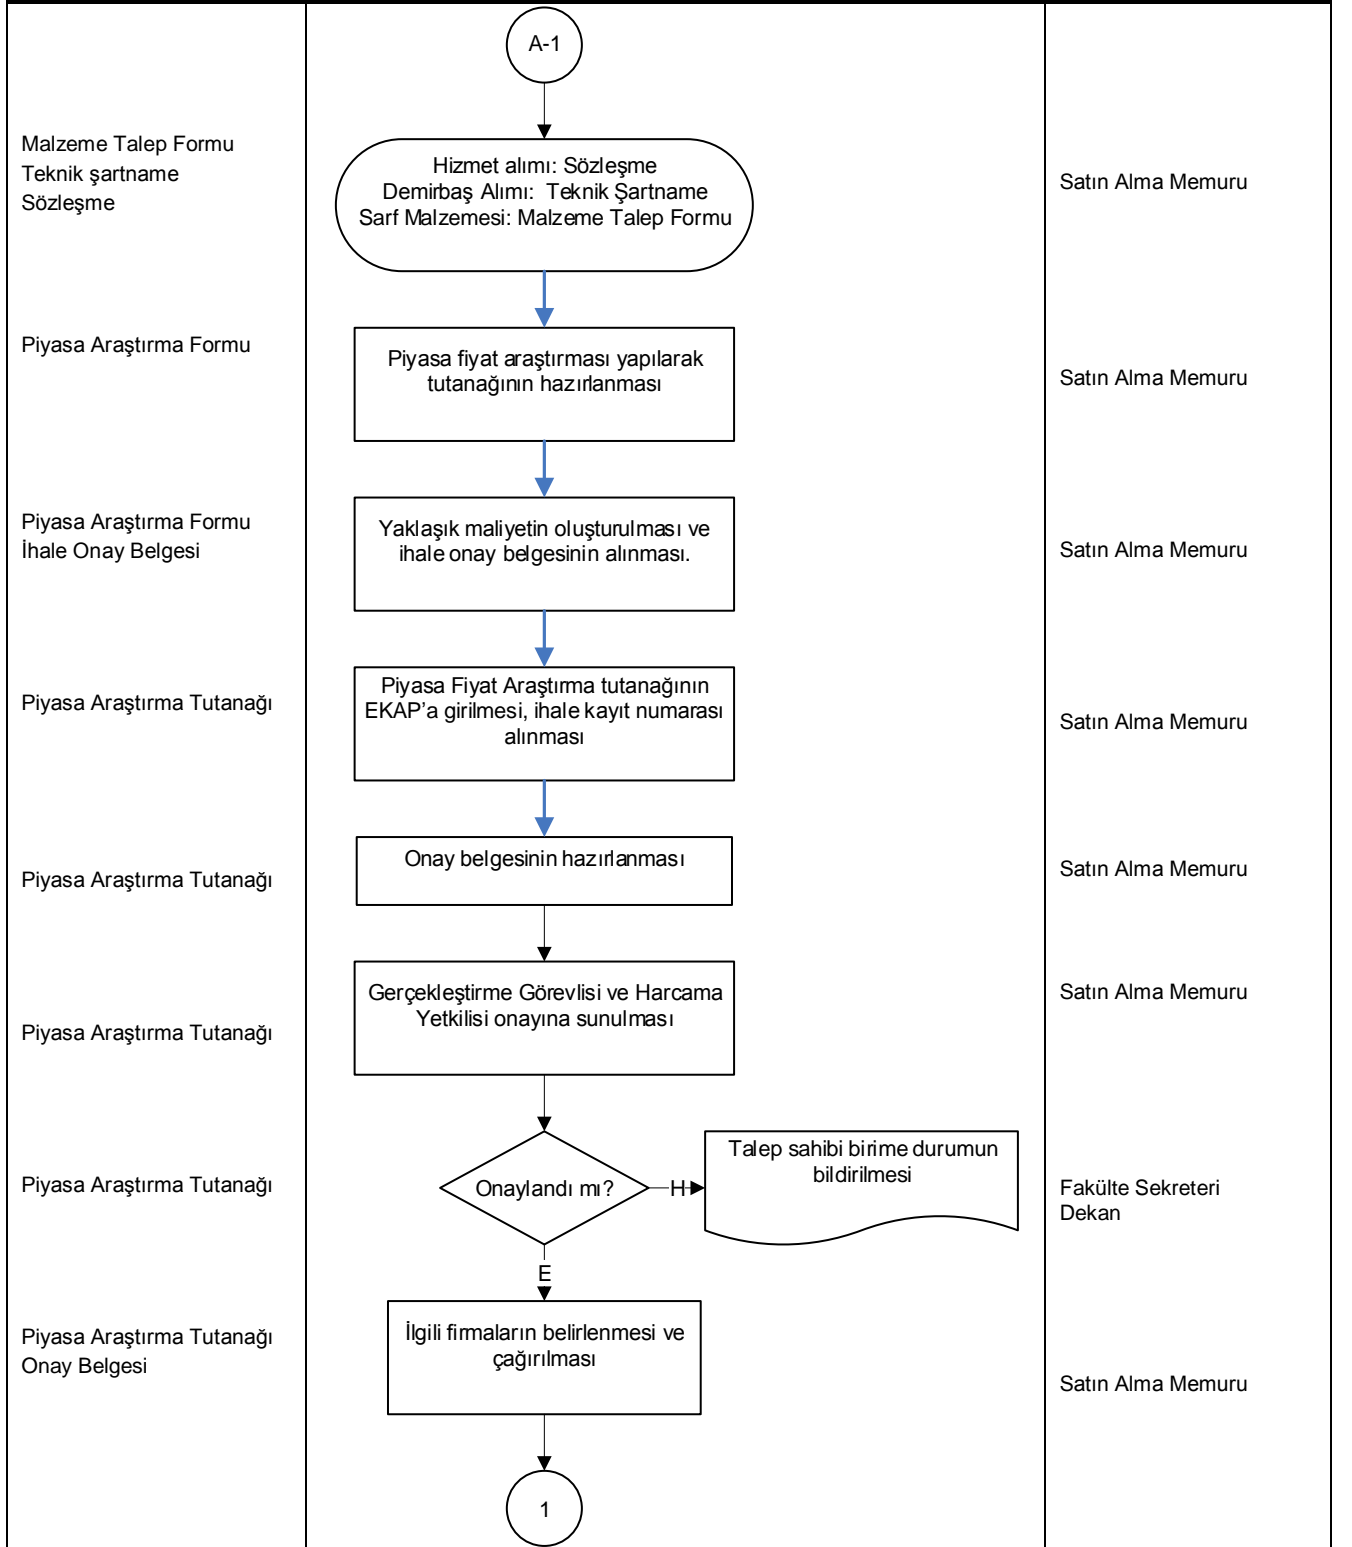 A-1
Malzeme Talep Formu
Teknik şartname
Sözleşme
Hizmet alımı: Sözleşme
Demirbaş Alımı:  Teknik Şartname
Sarf Malzemesi: Malzeme Talep Formu
Satın Alma Memuru
Piyasa Araştırma Formu
Piyasa fiyat araştırması yapılarak
tutanağının hazırlanması
Satın Alma Memuru
Piyasa Araştırma Formu
İhale Onay Belgesi
Yaklaşık maliyetin oluşturulması ve
ihale onay belgesinin alınması.
Satın Alma Memuru
Piyasa Araştırma Tutanağı
Piyasa Fiyat Araştırma tutanağının
EKAP’a girilmesi, ihale kayıt numarası
alınması
Satın Alma Memuru
Piyasa Araştırma Tutanağı
Onay belgesinin hazırlanması
Satın Alma Memuru
Piyasa Araştırma Tutanağı
Gerçekleştirme Görevlisi ve Harcama
Yetkilisi onayına sunulması
Satın Alma Memuru
Piyasa Araştırma Tutanağı
Onaylandı mı?
H
Talep sahibi birime durumun
bildirilmesi
Fakülte Sekreteri
Dekan
E
Piyasa Araştırma Tutanağı
Onay Belgesi
İlgili firmaların belirlenmesi ve
çağırılması
Satın Alma Memuru
1